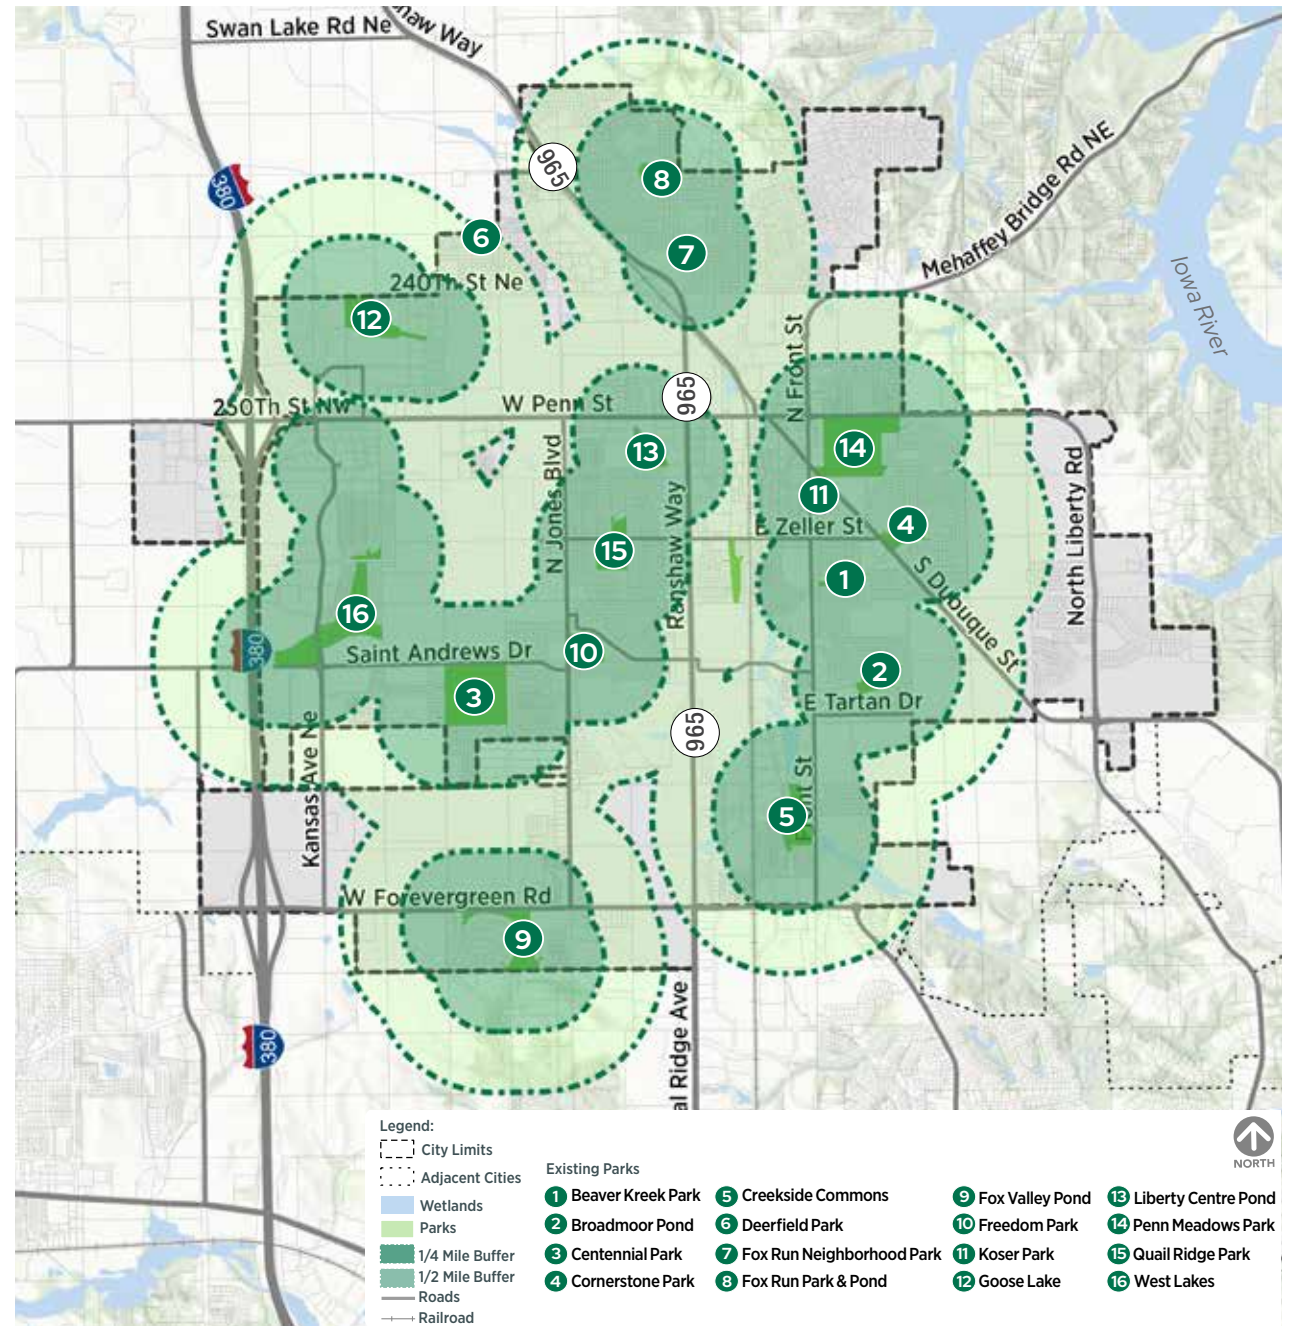 Swan Lake Rd Ne
haw Way
965
380
8
6
7
Mehaffey Bridge Rd NE
Iowa River
240Th St Ne
12
N Front St
965
250Th St Nw
W Penn St
13
14
N Jones Blvd
Ranshaw Way
11
E Zeller St
4
15
1
S Dubuque St
North Liberty Rd
16
380
Saint Andrews Dr
10
3
2
E Tartan Dr
965
Kansas Ave Ne
5
Front St
W Forevergreen Rd
9
380
al Ridge Ave
Legend:
City Limits
Adjacent Cities
Wetlands
Parks
1/4 Mile Buffer
1/2 Mile Buffer
Roads
Railroad
Existing Parks
1 Beaver Kreek Park
2 Broadmoor Pond
3 Centennial Park
4 Cornerstone Park
5 Creekside Commons
6 Deerfield Park
7 Fox Run Neighborhood Park
8 Fox Run Park & Pond
9 Fox Valley Pond
10 Freedom Park
11 Koser Park
12 Goose Lake
13 Liberty Centre Pond
14 Penn Meadows Park
15 Quail Ridge Park
16 West Lakes
NORTH